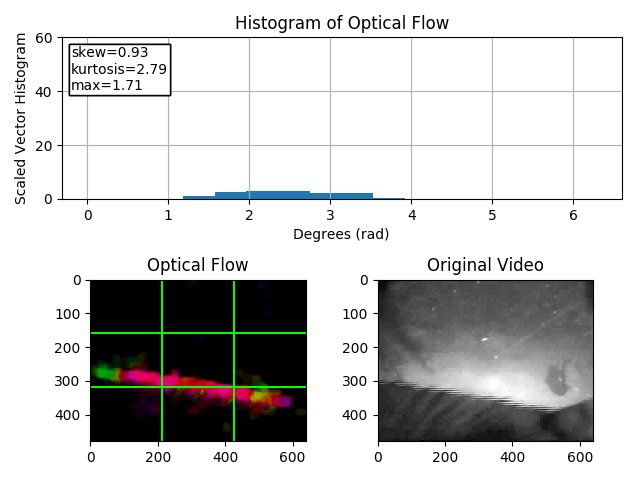 Histogram of Optical Flow
Scaled Vector Histogram
60
40
20
0
skew=0.93
kurtosis=2.79
max=1.71
0 1 2 3 4 5 6
Degrees (rad)
Optical Flow
0
100
200
300
400
0 200 400 600
Original Video
0
100
200
300
400
0 200 400 600